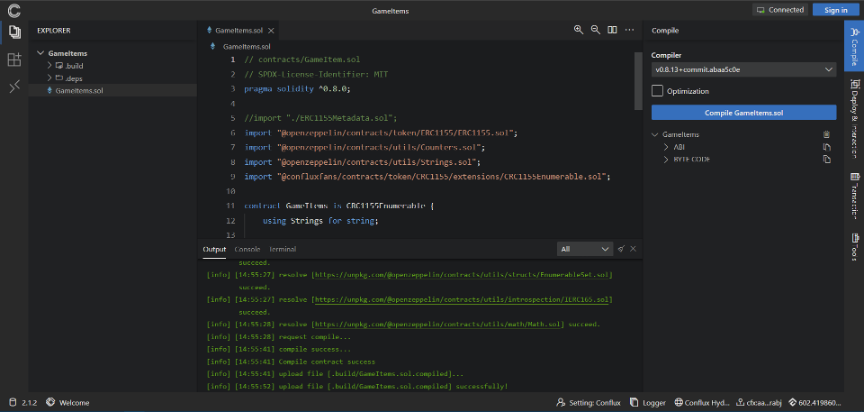 GameItems
Connected
Sign in
EXPLORER
GameItems
.build
.deps
GameItems.sol
GameItems.sol
GameItems.sol
1 // contracts/GameItem.sol
2 // SPDX-License-Identifier: MIT
3 pragma solidity ^0.8.0;
4
5 //import "./ERC1155Metadata.sol";
6 import "@openzeppelin/contracts/token/ERC1155/ERC1155.sol";
7 import "@openzeppelin/contracts/utils/Counters.sol";
8 import "@openzeppelin/contracts/utils/Strings.sol";
9 import "@confluxfans/contracts/token/CRC1155/extensions/CRC1155Enumerable.sol";
10
11 contract GameItems is CRC1155Enumerable {
12 using Strings for string;
13
Output Console Terminal
All
succeed.
[info] [14:55:27] resolve [https://unpkg.com/@openzeppelin/contracts/utils/structs/EnumerableSet.sol]
succeed.
[info] [14:55:27] resolve [https://unpkg.com/@openzeppelin/contracts/utils/introspection/IERC165.sol]
succeed.
[info] [14:55:28] resolve [https://unpkg.com/@openzeppelin/contracts/utils/math/Math.sol] succeed.
[info] [14:55:28] request compile...
[info] [14:55:41] compile success...
[info] [14:55:41] Compile contract success
[info] [14:55:41] upload file [.build/GameItems.sol.compiled]...
[info] [14:55:52] upload file [.build/GameItems.sol.compiled] successfully!
Compile
Compiler
v0.8.13+commit.abaa5c0e
Optimization
Compile GameItems.sol
GameItems
ABI
BYTE CODE
Compile
Deploy & Inspection
Transaction
Tools
2.1.2
Welcome
Setting: Conflux
Logger
Conflux Hyd...
cfxcaa...rabj
602.419860...